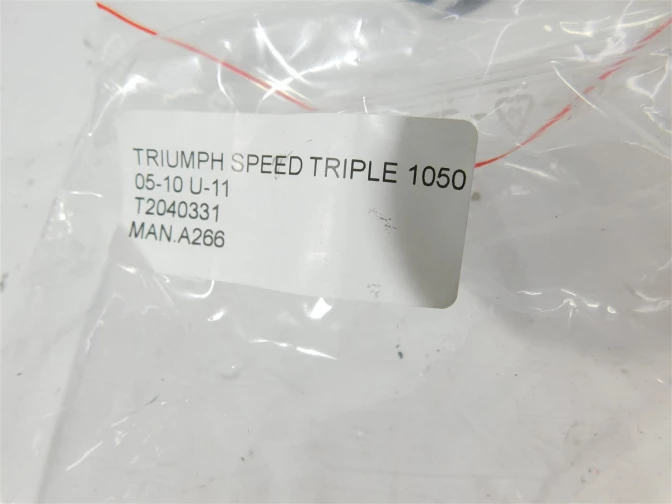 TRIUMPH SPEED TRIPLE 1050
05-10 U-11
T2040331
MAN.A266